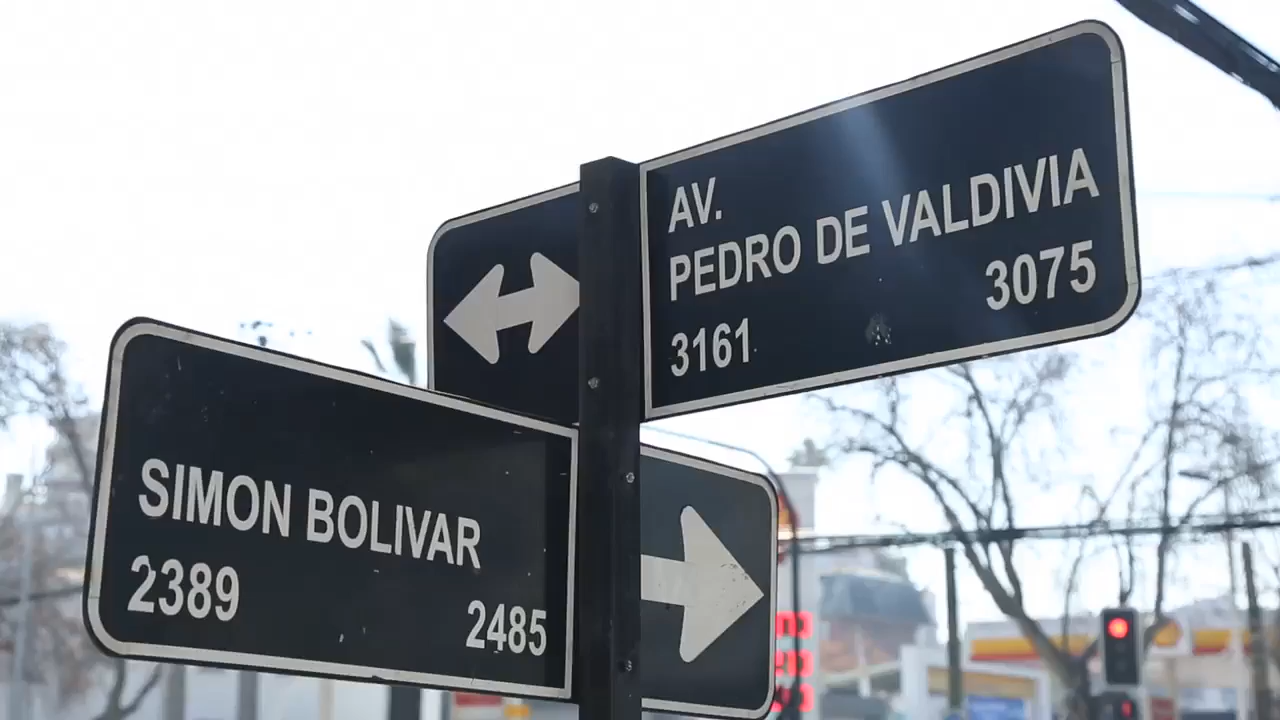 AV.
PEDRO DE VALDIVIA
3075
3161
SIMON BOLIVAR
2389
2485